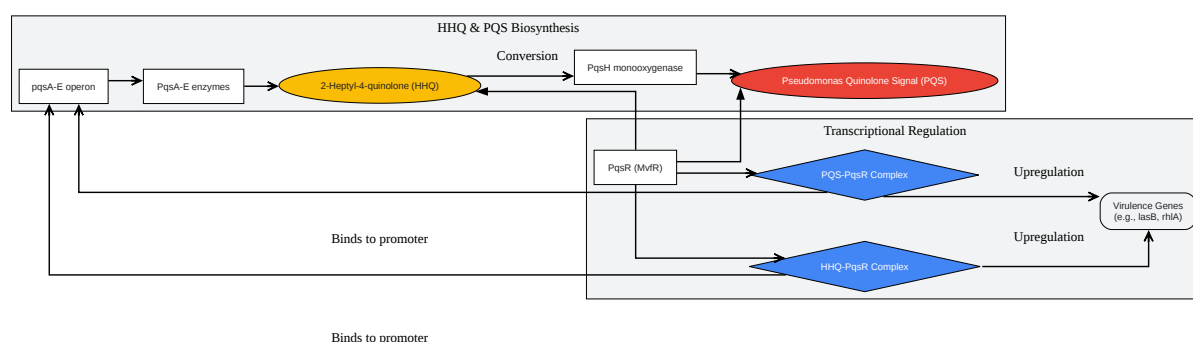 HHQ & PQS Biosynthesis
Conversion
pqsA-E operon
PqsA-E enzymes
2-Heptyl-4-quinolone (HHQ)
PqsH monooxygenase
Pseudomonas Quinolone Signal (PQS)
Transcriptional Regulation
PqsR (MvfR)
PQS-PqsR Complex
Upregulation
Virulence Genes
(e.g., lasB, rhlA)
Binds to promoter
Upregulation
HHQ-PqsR Complex
Binds to promoter